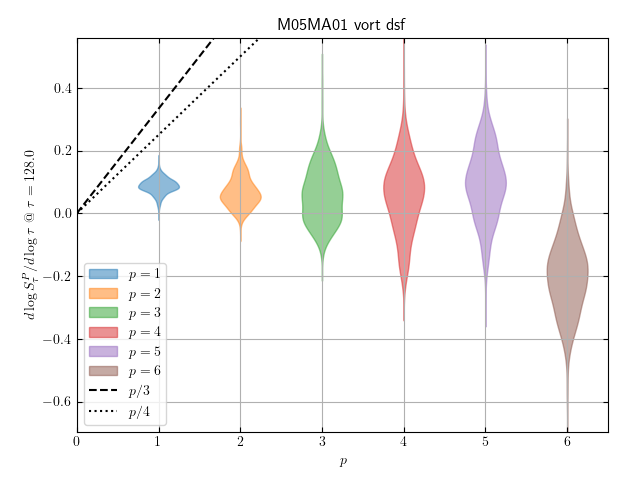 M05MA01 vort dsf
d log S_τ^P / d log τ @ τ = 128.0
0.4
0.2
0.0
−0.2
−0.4
−0.6
p = 1
p = 2
p = 3
p = 4
p = 5
p = 6
p/3
p/4
0 1 2 3 4 5 6
p